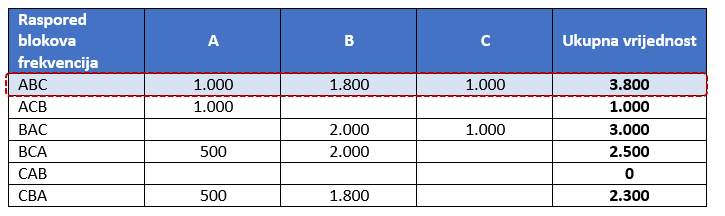 Raspored blokova frekvencija A B C Ukupna vrijednost
ABC 1.000 1.800 1.000 3.800
ACB 1.000 1.000
BAC 2.000 1.000 3.000
BCA 500 2.000 2.500
CAB 0
CBA 500 1.800 2.300